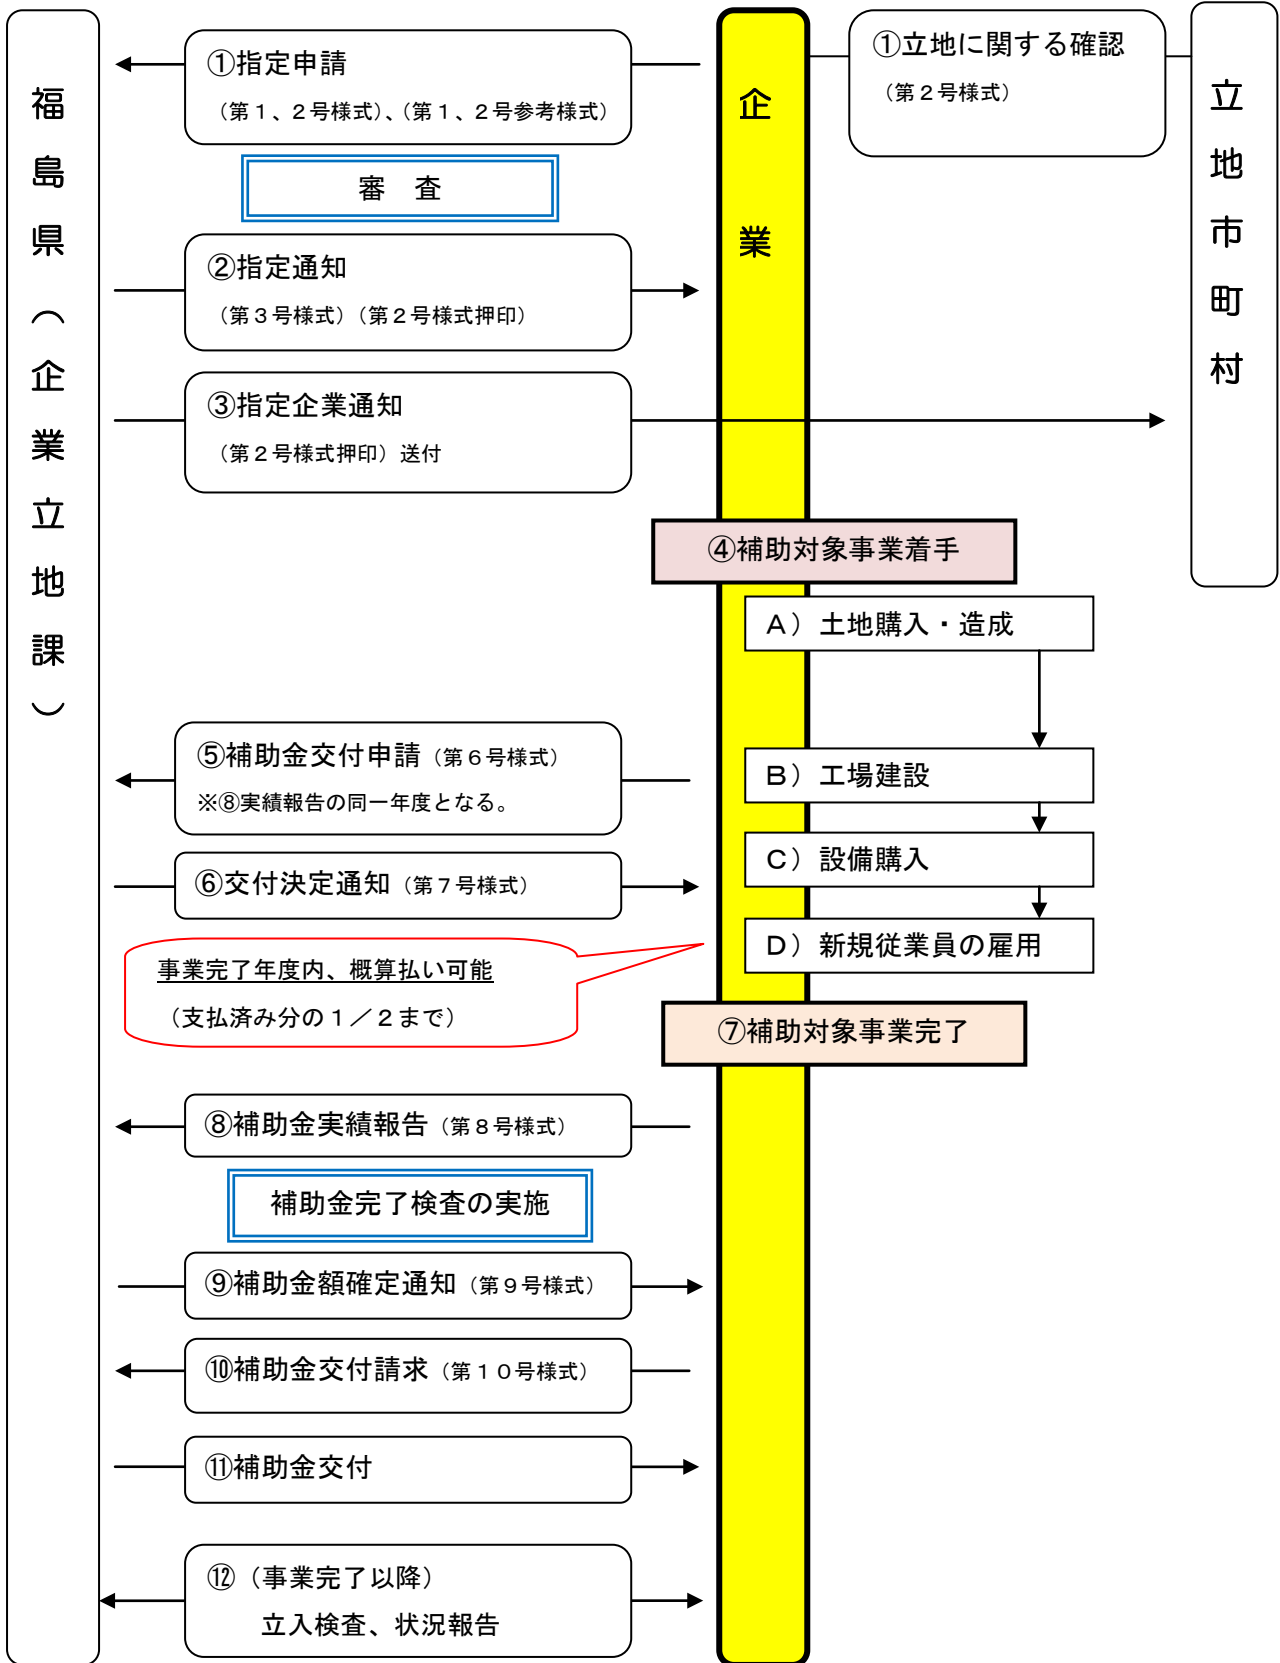 福島県（企業立地課）
企業
立地市町村
①指定申請
（第１、２号様式）、（第１、２号参考様式）
①立地に関する確認
（第２号様式）
審　査
②指定通知
（第３号様式）（第２号様式押印）
③指定企業通知
（第２号様式押印）送付
④補助対象事業着手
Ａ）土地購入・造成
⑤補助金交付申請（第６号様式）
※⑧実績報告の同一年度となる。
Ｂ）工場建設
Ｃ）設備購入
⑥交付決定通知（第７号様式）
Ｄ）新規従業員の雇用
事業完了年度内、概算払い可能
（支払済み分の１／２まで）
⑦補助対象事業完了
⑧補助金実績報告（第８号様式）
補助金完了検査の実施
⑨補助金額確定通知（第９号様式）
⑩補助金交付請求（第１０号様式）
⑪補助金交付
⑫（事業完了以降）
立入検査、状況報告